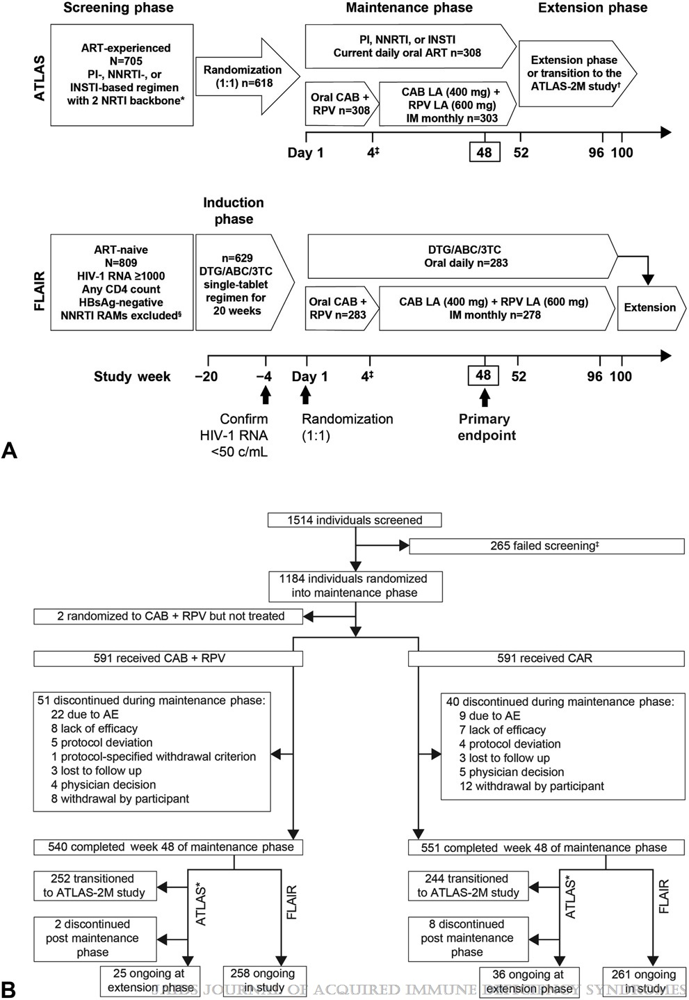 Screening phase
Maintenance phase
Extension phase
ATLAS
ART-experienced
N=705
PI-, NNRTI-, or
INSTI-based regimen
with 2 NRTI backbone*
Randomization
(1:1) n=618
PI, NNRTI, or INSTI
Current daily oral ART n=308
Oral CAB +
RPV n=308
CAB LA (400 mg) +
RPV LA (600 mg)
IM monthly n=303
Extension phase
or transition to the
ATLAS-2M study†
Day 1 4‡ 48 52 96 100
Induction
phase
FLAIR
ART-naive
N=809
HIV-1 RNA ≥1000
Any CD4 count
HBsAg-negative
NNRTI RAMs excluded§
n=629
DTG/ABC/3TC
single-tablet
regimen for
20 weeks
DTG/ABC/3TC
Oral daily n=283
Oral CAB +
RPV n=283
CAB LA (400 mg) + RPV LA (600 mg)
IM monthly n=278
Extension
Study week −20 −4 Day 1 4‡ 48 52 96 100
Confirm
HIV-1 RNA
<50 c/mL
Randomization
(1:1)
Primary
endpoint
A
1514 individuals screened
265 failed screening‡
1184 individuals randomized
into maintenance phase
2 randomized to CAB + RPV but not treated
591 received CAB + RPV
591 received CAR
51 discontinued during maintenance phase:
22 due to AE
8 lack of efficacy
5 protocol deviation
1 protocol-specified withdrawal criterion
3 lost to follow up
4 physician decision
8 withdrawal by participant
40 discontinued during maintenance phase:
9 due to AE
7 lack of efficacy
4 protocol deviation
3 lost to follow up
5 physician decision
12 withdrawal by participant
540 completed week 48 of maintenance phase
551 completed week 48 of maintenance phase
252 transitioned
to ATLAS-2M study
ATLAS*
FLAIR
2 discontinued
post maintenance
phase
25 ongoing at
extension phase
258 ongoing
in study
244 transitioned
to ATLAS-2M study
ATLAS*
FLAIR
8 discontinued
post maintenance
phase
36 ongoing at
extension phase
261 ongoing
in study
B
JAIDS JOURNAL OF ACQUIRED IMMUNE DEFICIENCY SYNDROMES